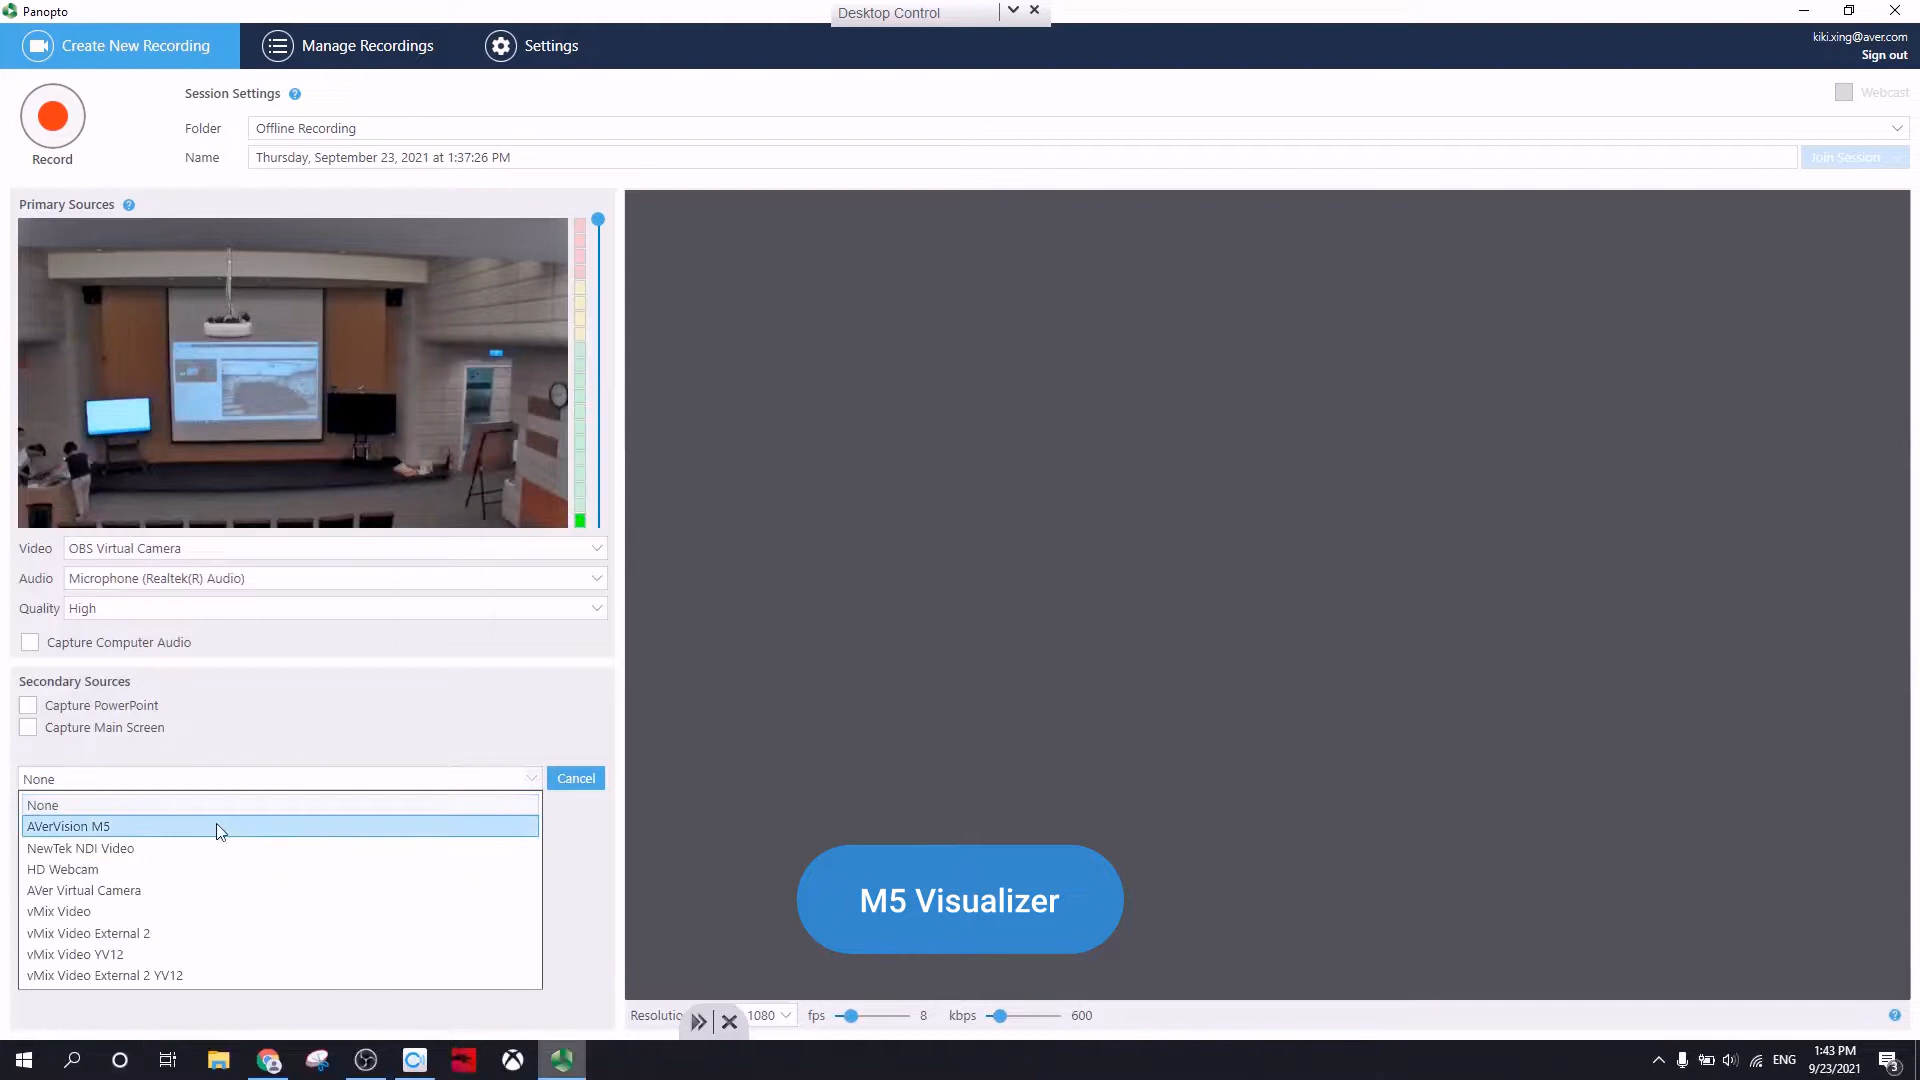 Panopto
Desktop Control
Create New Recording
Manage Recordings
Settings
kiki.xing@aver.com
Sign out
Record
Session Settings ?
Webcast
Folder
Offline Recording
Name
Thursday, September 23, 2021 at 1:37:26 PM
Join Session
Primary Sources ?
Video
OBS Virtual Camera
Audio
Microphone (Realtek(R) Audio)
Quality
High
Capture Computer Audio
Secondary Sources
Capture PowerPoint
Capture Main Screen
None
Cancel
None
AVerVision M5
NewTek NDI Video
HD Webcam
AVer Virtual Camera
vMix Video
vMix Video External 2
vMix Video YV12
vMix Video External 2 YV12
M5 Visualizer
Resolutio
1080
fps
8
kbps
600
?
ENG
1:43 PM
9/23/2021
3